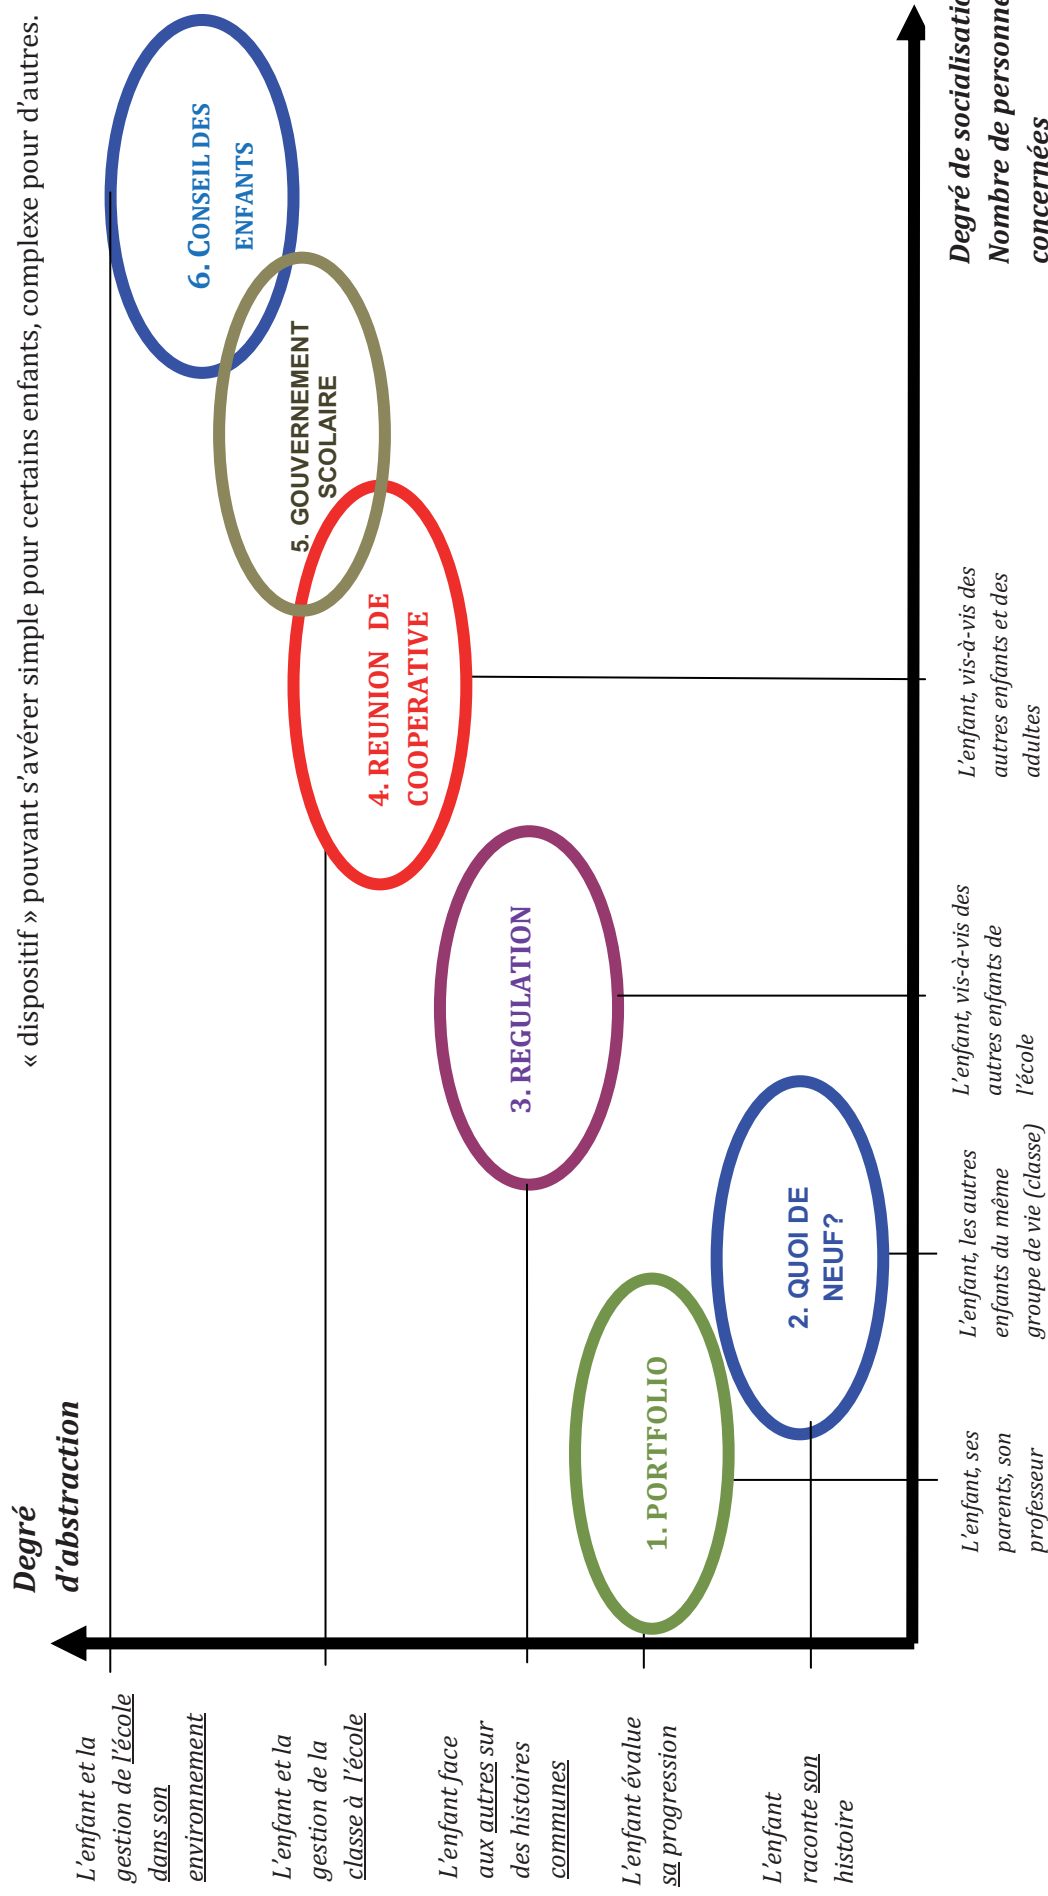 « dispositif » pouvant s'avérer simple pour certains enfants, complexe pour d'autres.
Degré
d'abstraction
L'enfant et la
gestion de l'école
dans son
environnement
L'enfant et la
gestion de la
classe à l'école
L'enfant face
aux autres sur
des histoires
communes
L'enfant évalue
sa progression
L'enfant
raconte son
histoire
6. CONSEIL DES
ENFANTS
5. GOUVERNEMENT
SCOLAIRE
4. REUNION DE
COOPERATIVE
3. REGULATION
1. PORTFOLIO
2. QUOI DE
NEUF?
L'enfant, ses
parents, son
professeur
L'enfant, les autres
enfants du même
groupe de vie (classe)
L'enfant, vis-à-vis des
autres enfants de
l'école
L'enfant, vis-à-vis des
autres enfants et des
adultes
Degré de socialisatio
Nombre de personne
concernées